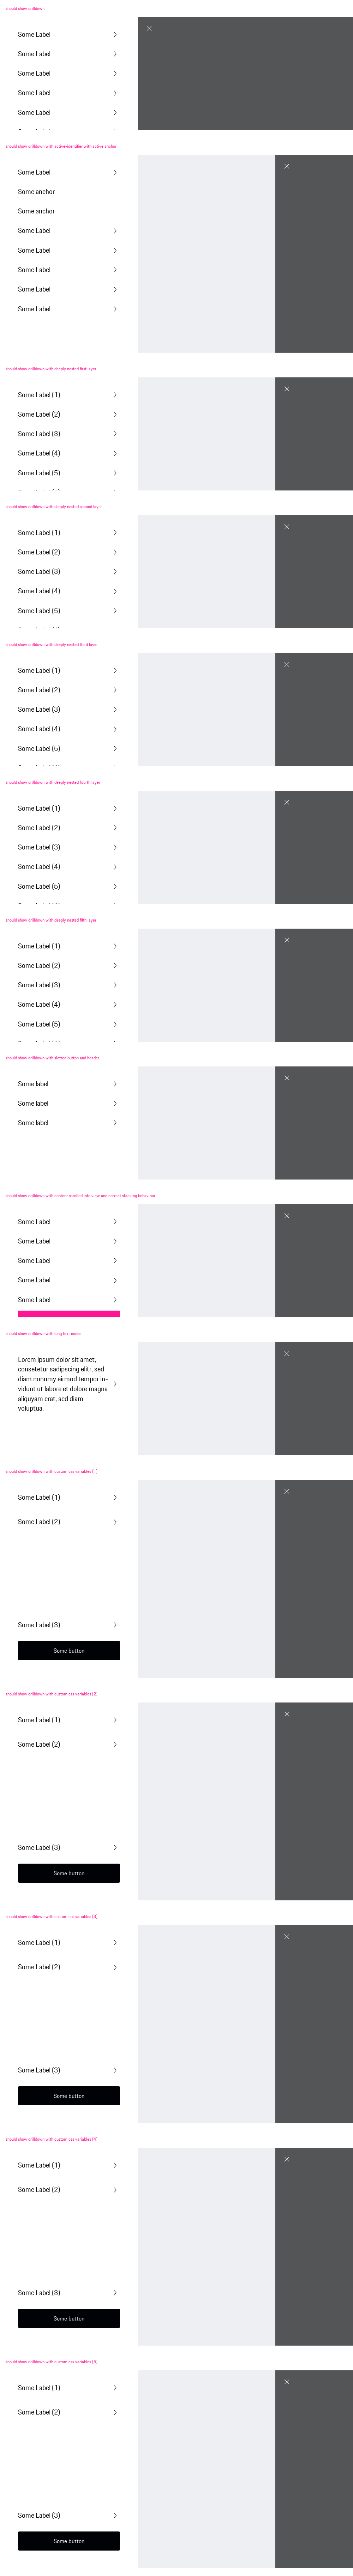 should show drilldown
Some Label
Some Label
Some Label
Some Label
Some Label
should show drilldown with active identifier with active anchor
Some Label
Some anchor
Some anchor
Some Label
Some Label
Some Label
Some Label
Some Label
should show drilldown with deeply nested first layer
Some Label (1)
Some Label (2)
Some Label (3)
Some Label (4)
Some Label (5)
should show drilldown with deeply nested second layer
Some Label (1)
Some Label (2)
Some Label (3)
Some Label (4)
Some Label (5)
should show drilldown with deeply nested third layer
Some Label (1)
Some Label (2)
Some Label (3)
Some Label (4)
Some Label (5)
should show drilldown with deeply nested fourth layer
Some Label (1)
Some Label (2)
Some Label (3)
Some Label (4)
Some Label (5)
should show drilldown with deeply nested fifth layer
Some Label (1)
Some Label (2)
Some Label (3)
Some Label (4)
Some Label (5)
should show drilldown with slotted button and header
Some label
Some label
Some label
should show drilldown with content scrolled into view and correct stacking behaviour
Some Label
Some Label
Some Label
Some Label
Some Label
should show drilldown with long text nodes
Lorem ipsum dolor sit amet,
consetetur sadipscing elitr, sed
diam nonumy eirmod tempor in-
vidunt ut labore et dolore magna
aliquyam erat, sed diam
voluptua.
should show drilldown with custom css variables (1)
Some Label (1)
Some Label (2)
Some Label (3)
Some button
should show drilldown with custom css variables (2)
Some Label (1)
Some Label (2)
Some Label (3)
Some button
should show drilldown with custom css variables (3)
Some Label (1)
Some Label (2)
Some Label (3)
Some button
should show drilldown with custom css variables (4)
Some Label (1)
Some Label (2)
Some Label (3)
Some button
should show drilldown with custom css variables (5)
Some Label (1)
Some Label (2)
Some Label (3)
Some button